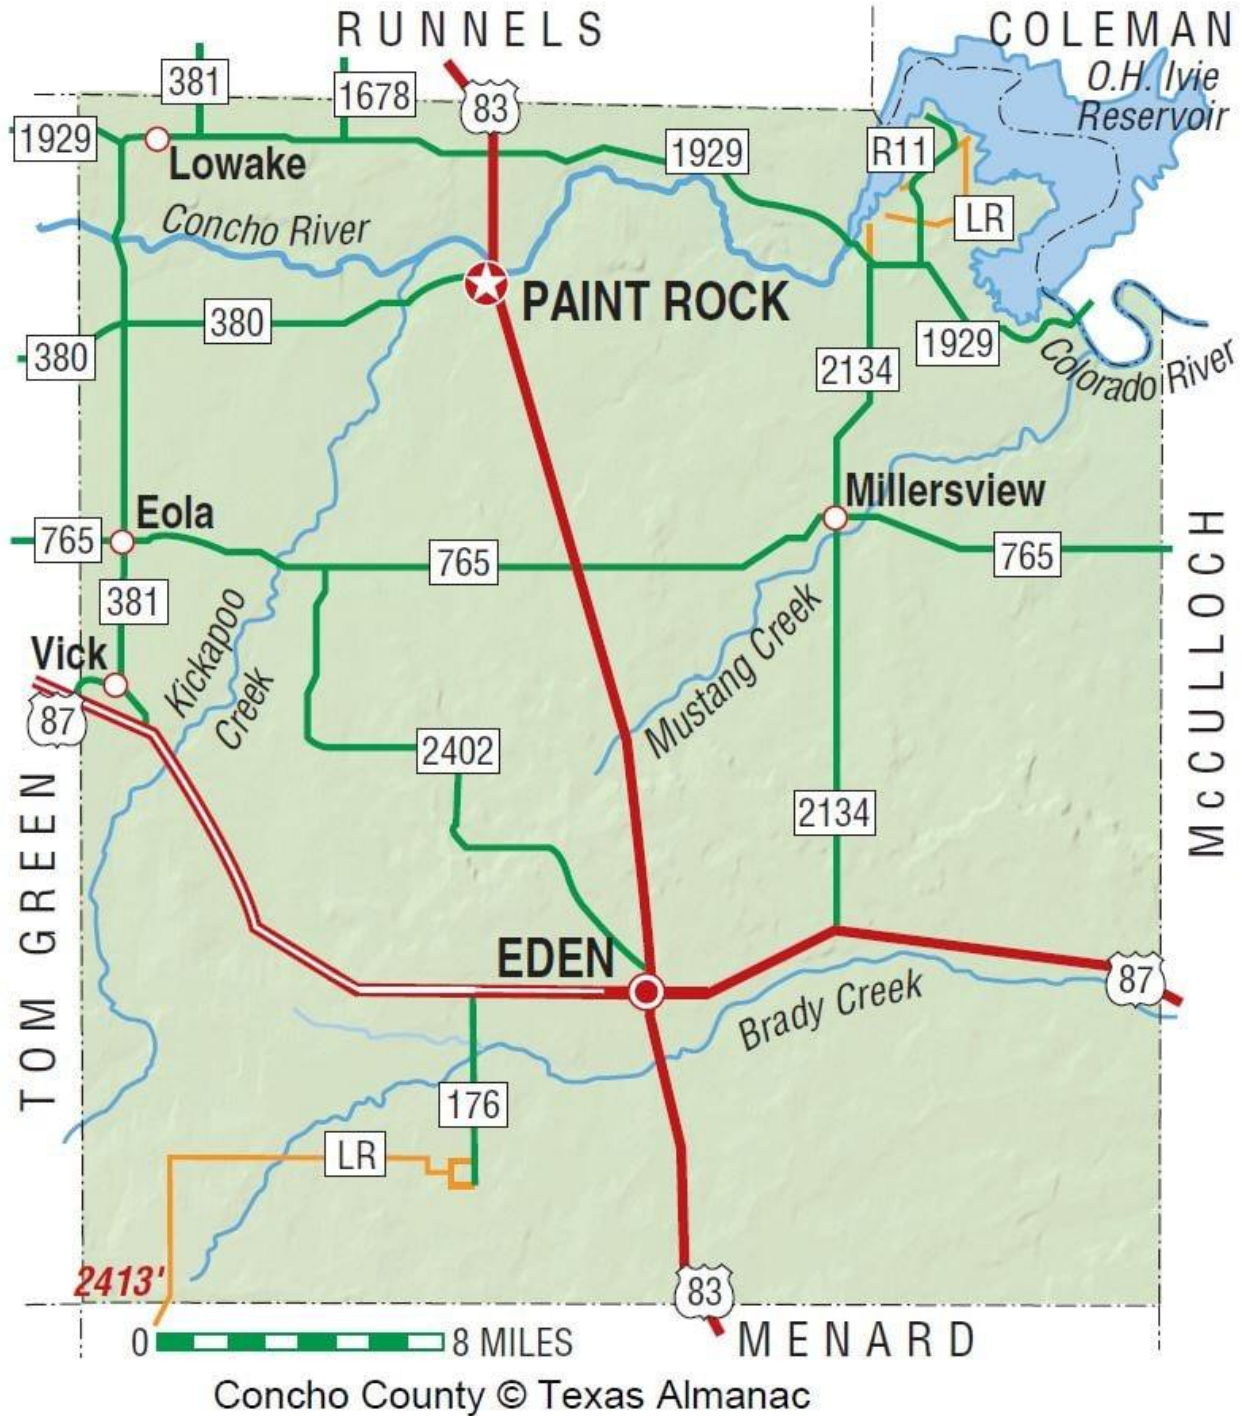 RUNNELS
COLEMAN
O.H. Ivie
Reservoir
381
1678
83
1929
Lowake
1929
R11
LR
Concho River
PAINT ROCK
380
380
2134
1929
Colorado River
Millersview
Eola
765
765
765
381
Kickapoo
Creek
Mustang Creek
Vick
87
2402
2134
TOM GREEN
McCULLOCH
EDEN
87
Brady Creek
176
LR
2413'
83
0 8 MILES
MENARD
Concho County © Texas Almanac